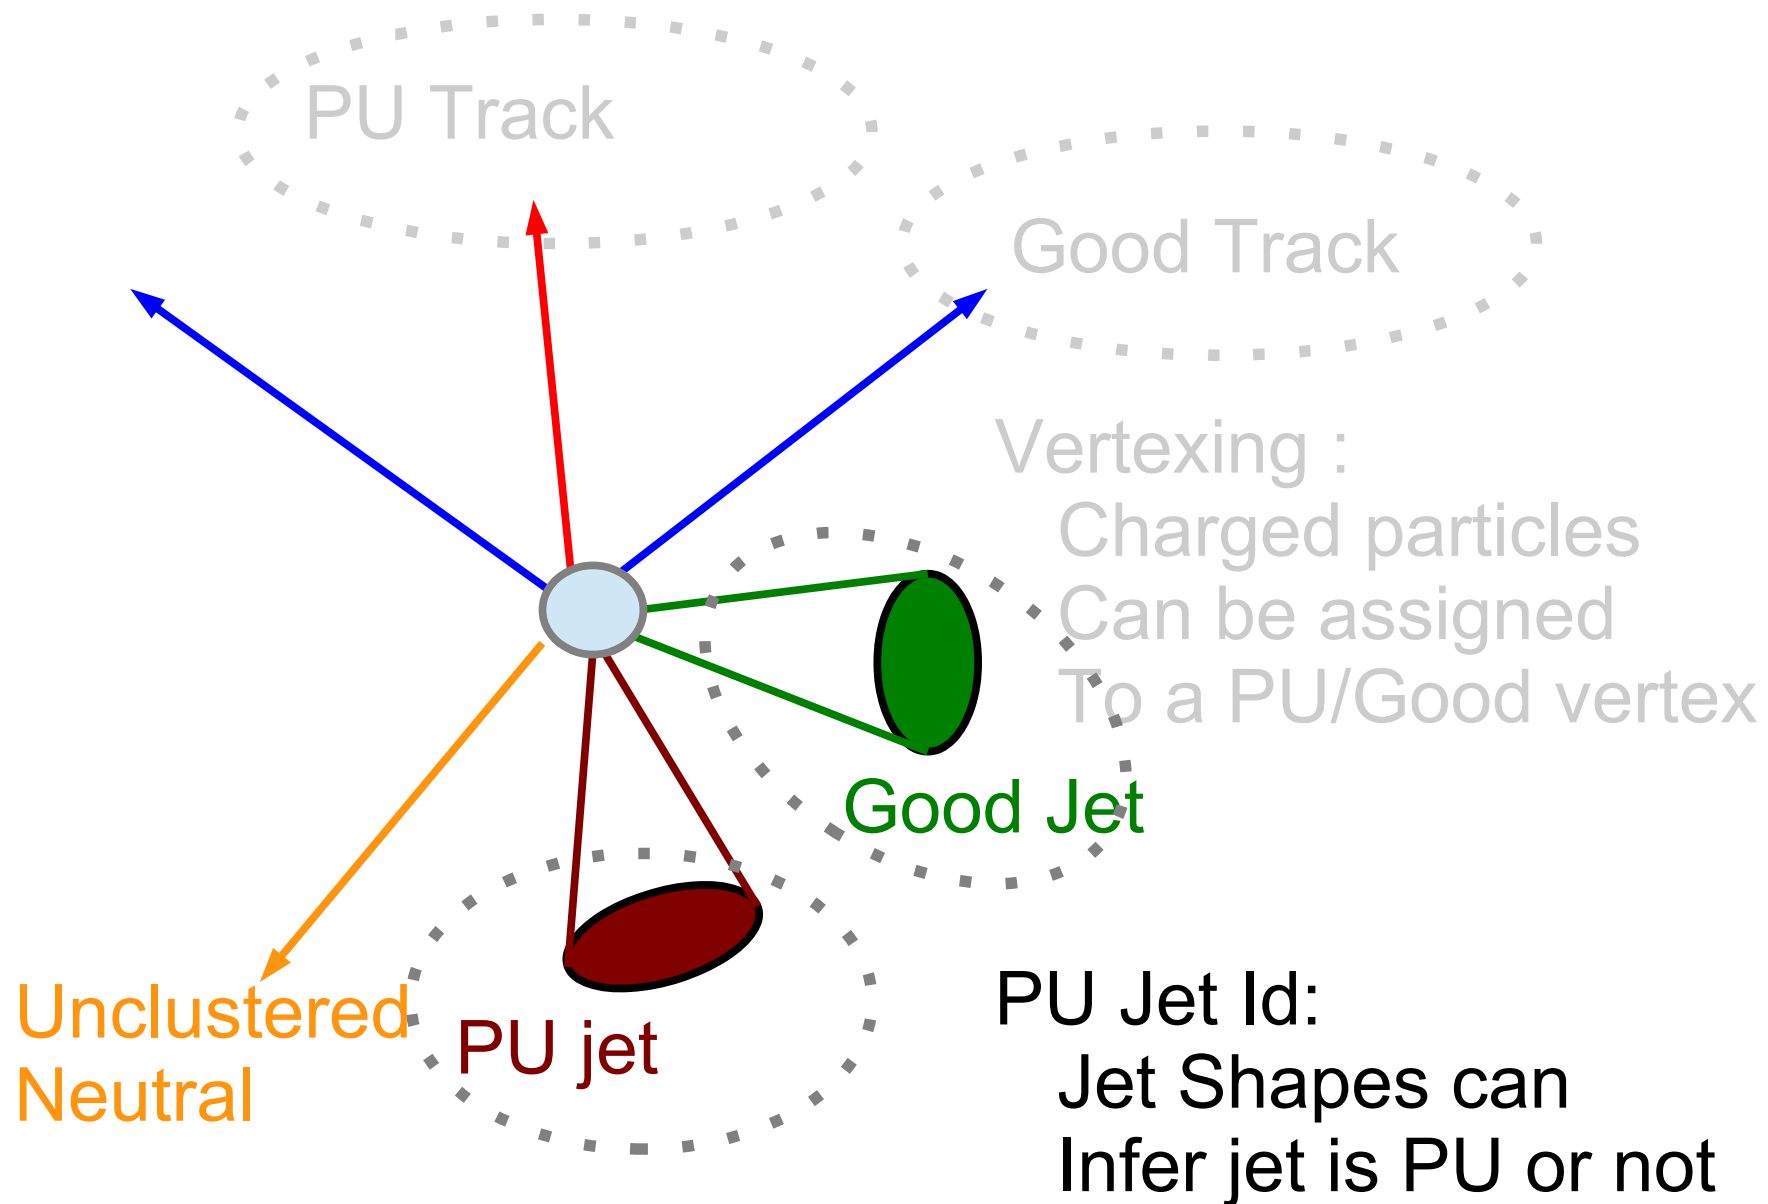 PU Track
Good Track
Vertexing :
Charged particles
Can be assigned
To a PU/Good vertex
Good Jet
Unclustered
Neutral
PU jet
PU Jet Id:
Jet Shapes can
Infer jet is PU or not